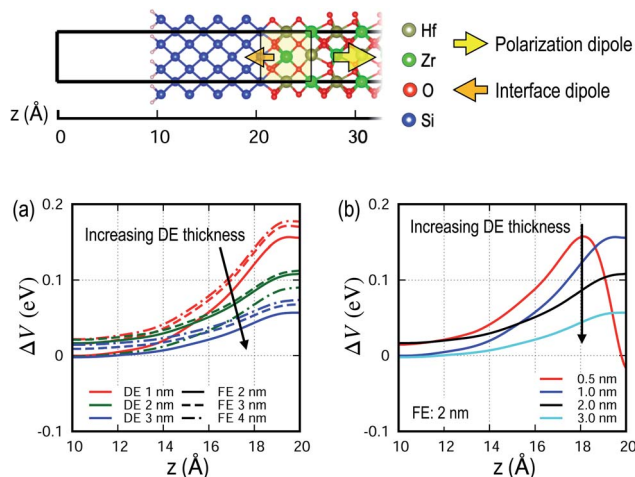 Hf
Zr
O
Si
Polarization dipole
Interface dipole
z (Å)
0 10 20 30
(a)
Increasing DE thickness
ΔV (eV)
0.2
0.1
0
-0.1
DE 1 nm FE 2 nm
DE 2 nm FE 3 nm
DE 3 nm FE 4 nm
10 12 14 16 18 20
z (Å)
(b)
Increasing DE thickness
ΔV (eV)
0.2
0.1
0
-0.1
FE: 2 nm
0.5 nm
1.0 nm
2.0 nm
3.0 nm
10 12 14 16 18 20
z (Å)